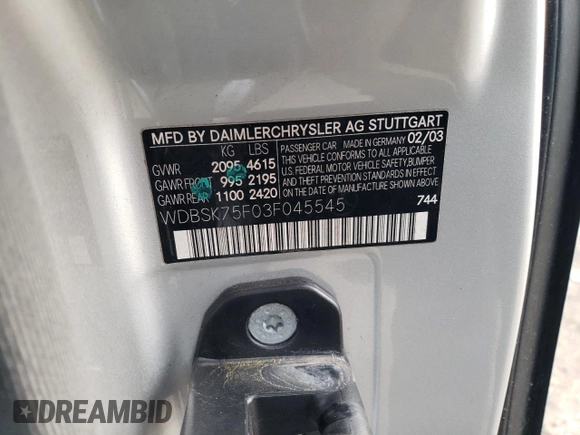 MFD BY DAIMLERCHRYSLER AG STUTTGART
KG LBS PASSENGER CAR MADE IN GERMANY 02/03
GVWR 2095 4615 THIS VEHICLE CONFORMS TO ALL APPLICABLE
GAWR FRONT 995 2195 U.S. FEDERAL MOTOR VEHICLE SAFETY, BUMPER
GAWR REAR 1100 2420 AND THEFT PREVENTION STANDARDS IN EFFECT
ON THE DATE OF MANUFACTURE SHOWN ABOVE.
WDBSK75F03F045545 744
DREAMBID